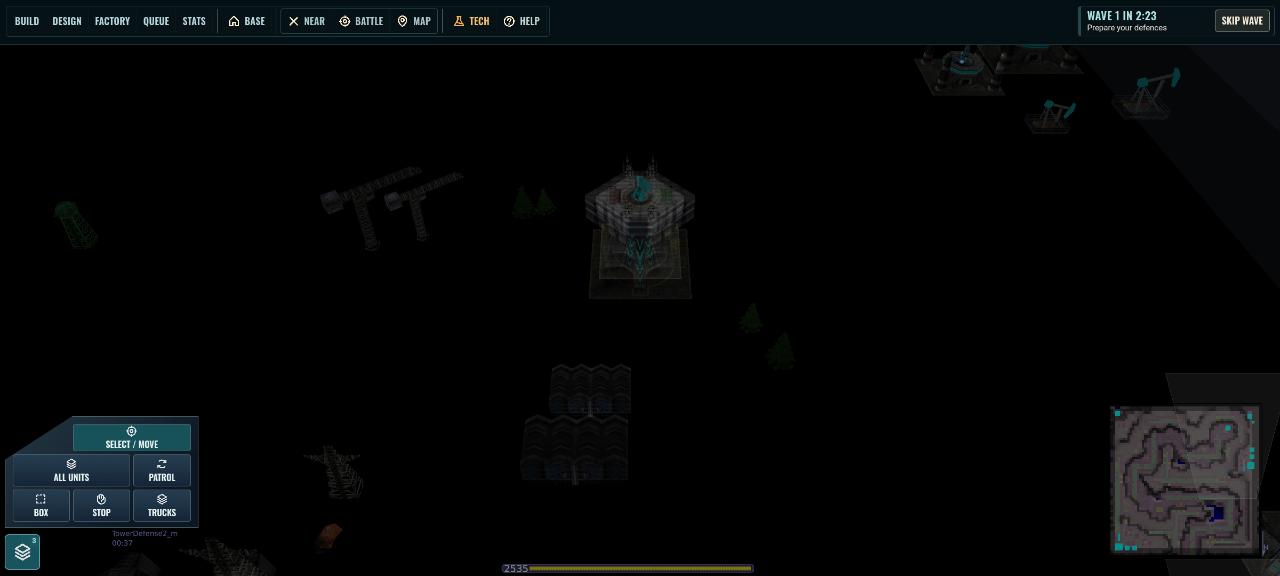 BUILD DESIGN FACTORY QUEUE STATS BASE NEAR BATTLE MAP TECH HELP
WAVE 1 IN 2:23
Prepare your defences
SKIP WAVE
SELECT / MOVE
ALL UNITS PATROL
BOX STOP TRUCKS
3
TowerDefense2_m
00:37
2535